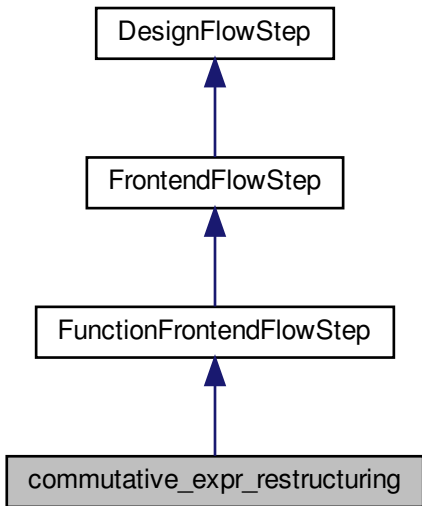 DesignFlowStep
FrontendFlowStep
FunctionFrontendFlowStep
commutative_expr_restructuring